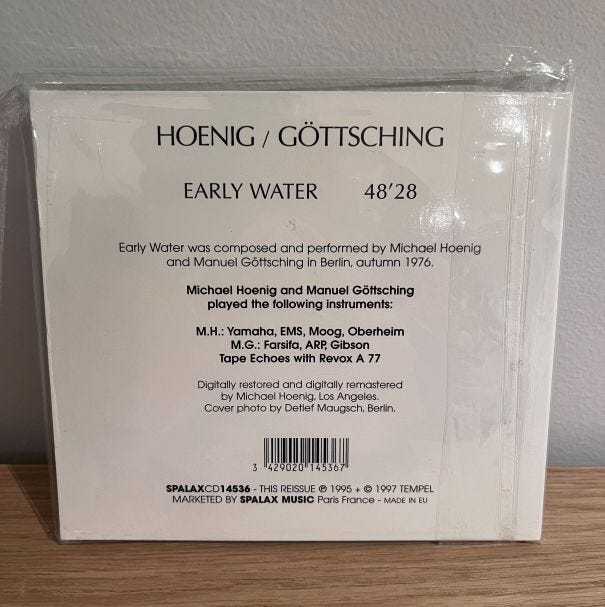 HOENIG / GÖTTSCHING
EARLY WATER 48'28
Early Water was composed and performed by Michael Hoenig
and Manuel Göttsching in Berlin, autumn 1976.
Michael Hoenig and Manuel Göttsching
played the following instruments:
M.H.: Yamaha, EMS, Moog, Oberheim
M.G.: Farfisa, ARP, Gibson
Tape Echoes with Revox A 77
Digitally restored and digitally remastered
by Michael Hoenig, Los Angeles.
Cover photo by Detlef Maugsch, Berlin.
3 429020 145367
SPALAXCD14536 - THIS REISSUE ℗ 1995 + © 1997 TEMPEL
MARKETED BY SPALAX MUSIC Paris France - MADE IN EU